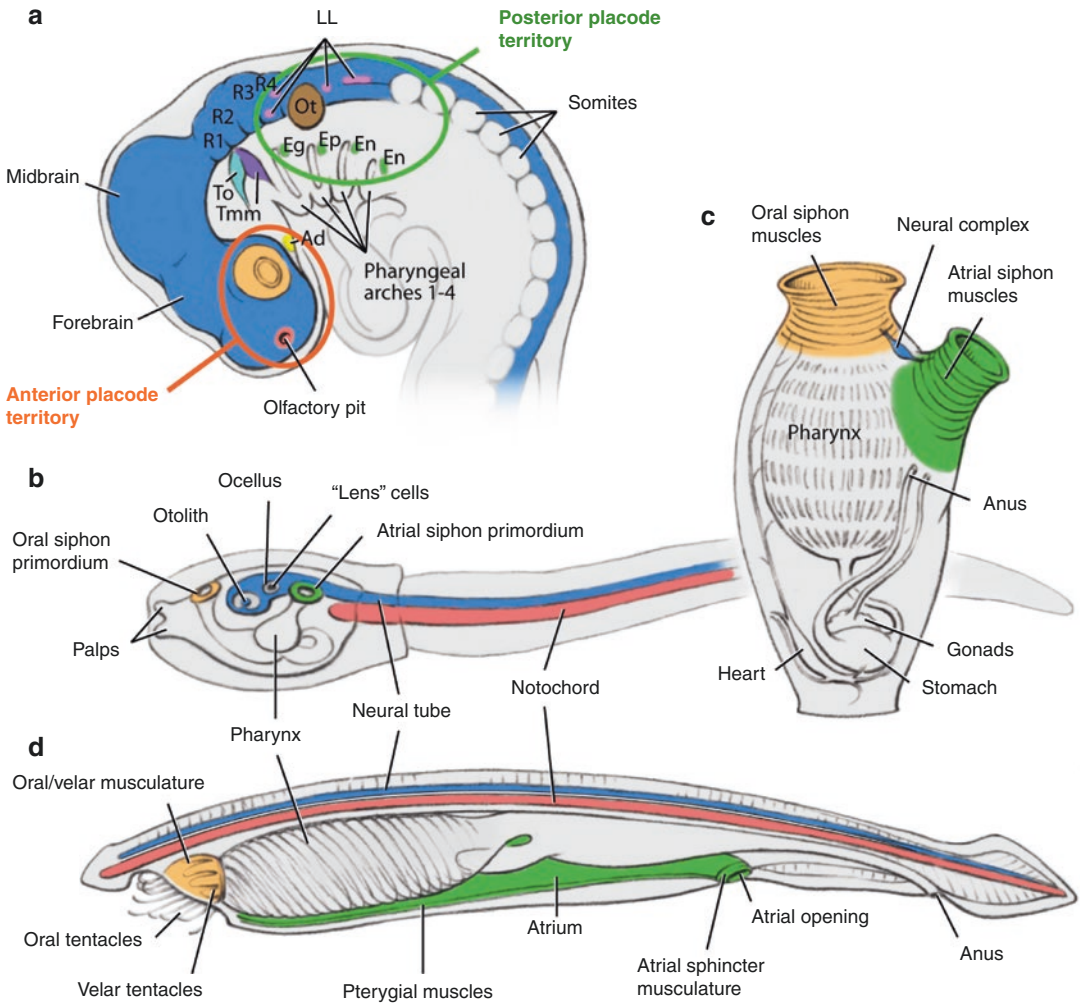 a
LL
Posterior placode
territory
R4
R3
R2
R1
Ot
Somites
Eg
Ep
En
En
Midbrain
To
Tmm
Ad
Pharyngeal
arches 1-4
Forebrain
Anterior placode
territory
Olfactory pit
c
Oral siphon
muscles
Neural complex
Atrial siphon
muscles
Pharynx
Anus
Gonads
Heart
Stomach
b
Ocellus
“Lens” cells
Otolith
Atrial siphon primordium
Oral siphon
primordium
Palps
Notochord
Neural tube
Pharynx
d
Oral/velar musculature
Oral tentacles
Velar tentacles
Pterygial muscles
Atrium
Atrial opening
Atrial sphincter
musculature
Anus